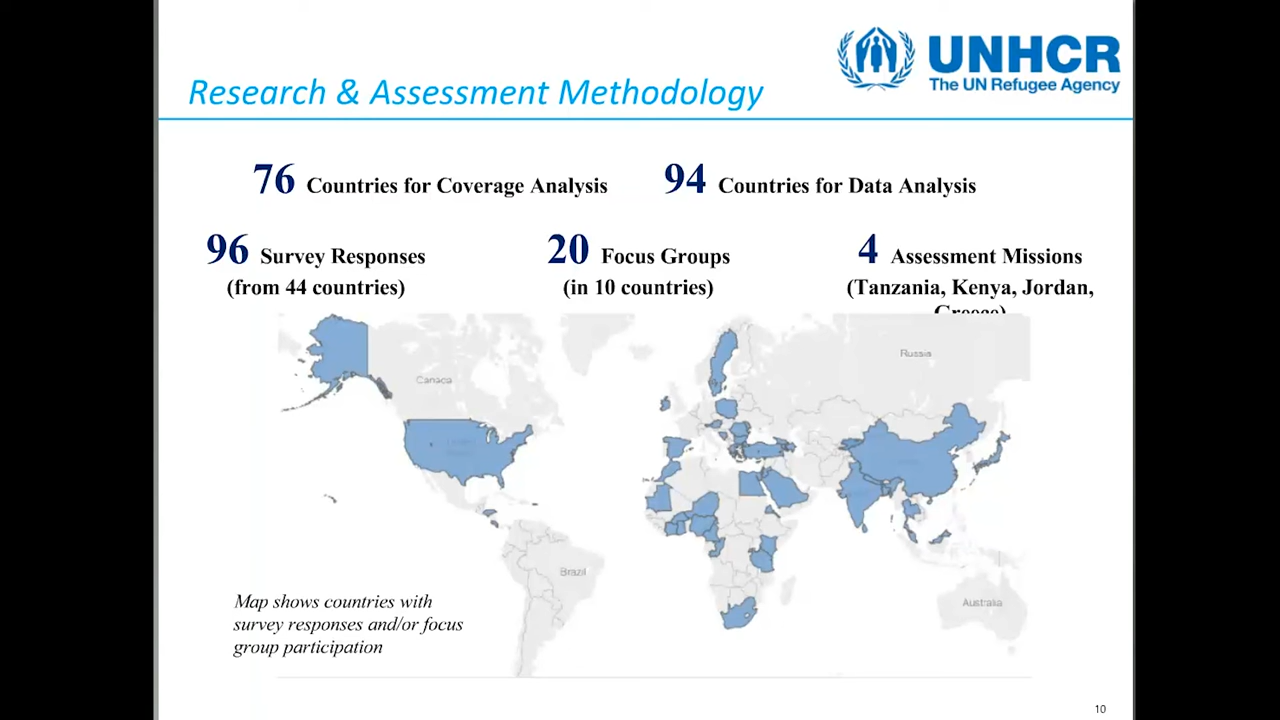 UNHCR
The UN Refugee Agency
Research & Assessment Methodology
76 Countries for Coverage Analysis
94 Countries for Data Analysis
96 Survey Responses
(from 44 countries)
20 Focus Groups
(in 10 countries)
4 Assessment Missions
(Tanzania, Kenya, Jordan,
Greece)
Canada
Russia
Brazil
Australia
Map shows countries with
survey responses and/or focus
group participation
10